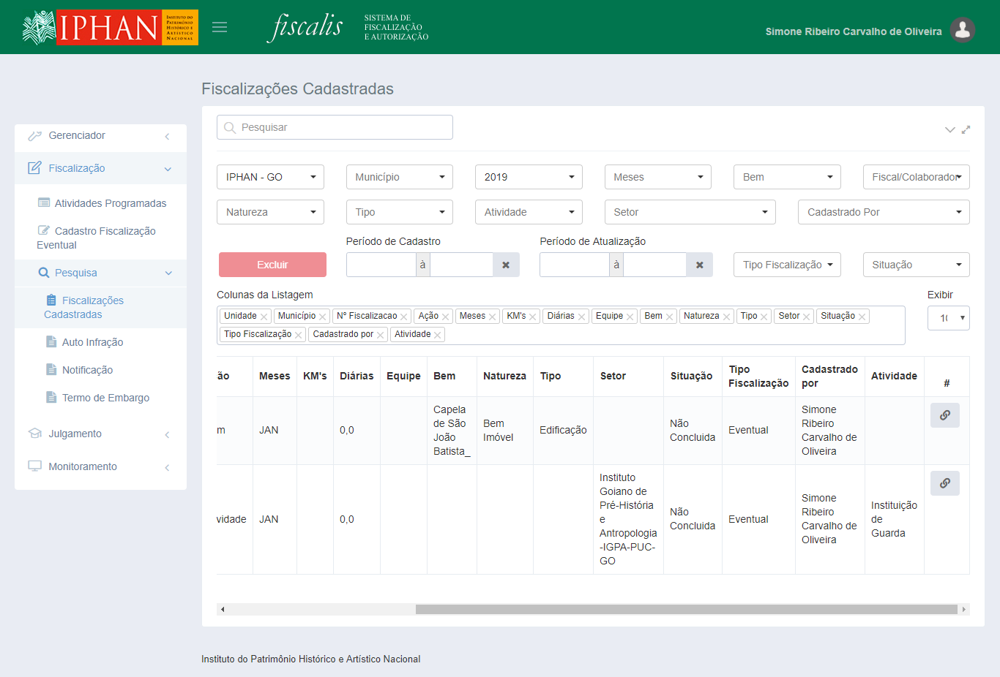 IPHAN
INSTITUTO DO
PATRIMÔNIO
HISTÓRICO E
ARTÍSTICO
NACIONAL
fiscalis
SISTEMA DE
FISCALIZAÇÃO
E AUTORIZAÇÃO
Simone Ribeiro Carvalho de Oliveira
Gerenciador
Fiscalização
Atividades Programadas
Cadastro Fiscalização
Eventual
Pesquisa
Fiscalizações
Cadastradas
Auto Infração
Notificação
Termo de Embargo
Julgamento
Monitoramento
Fiscalizações Cadastradas
Pesquisar
IPHAN - GO Município 2019 Meses Bem Fiscal/Colaborador
Natureza Tipo Atividade Setor Cadastrado Por
Período de Cadastro Período de Atualização
Excluir à à Tipo Fiscalização Situação
Colunas da Listagem Exibir
Unidade Município Nº Fiscalizacao Ação Meses KM's Diárias Equipe Bem Natureza Tipo Setor Situação
Tipo Fiscalização Cadastrado por Atividade
ão Meses KM's Diárias Equipe Bem Natureza Tipo Setor Situação Tipo Fiscalização Cadastrado por Atividade #
m JAN 0,0 Capela de São João Batista_ Bem Imóvel Edificação Não Concluida Eventual Simone Ribeiro Carvalho de Oliveira
vidade JAN 0,0 Instituto Goiano de Pré-História e Antropologia -IGPA-PUC-GO Não Concluida Eventual Simone Ribeiro Carvalho de Oliveira Instituição de Guarda
Instituto do Patrimônio Histórico e Artístico Nacional